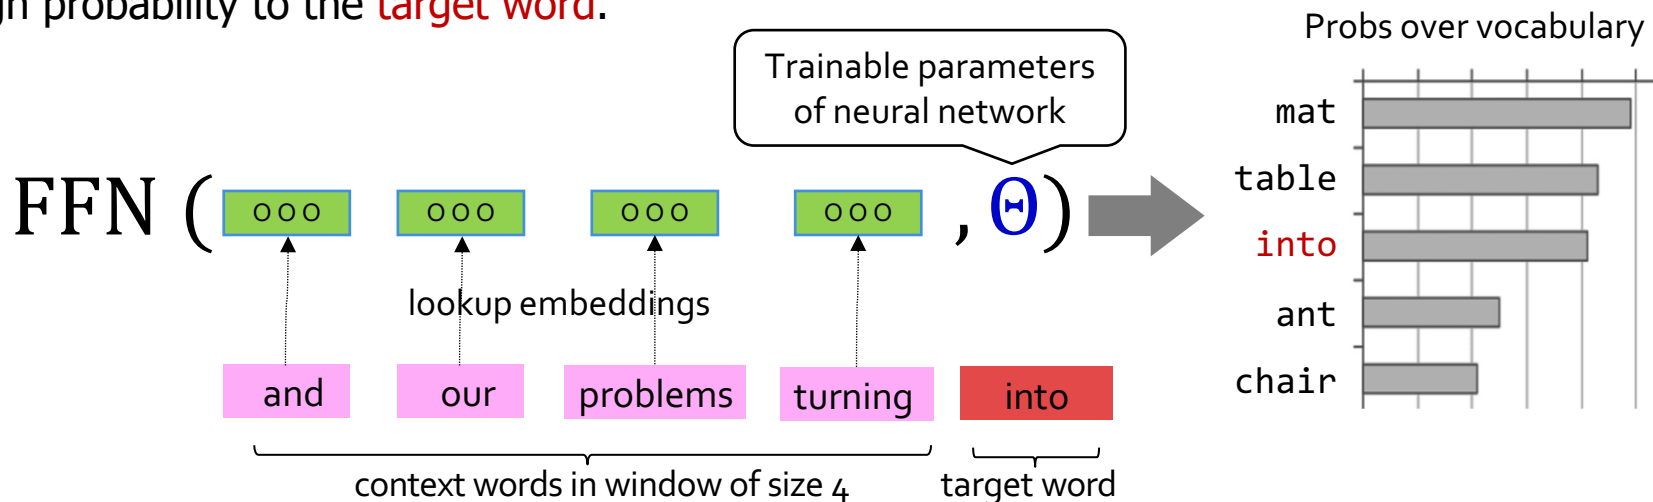 gh probability to the target word.
Probs over vocabulary
Trainable parameters
of neural network
FFN ( ooo ooo ooo ooo , Θ)
mat
table
into
ant
chair
lookup embeddings
and our problems turning into
context words in window of size 4 target word